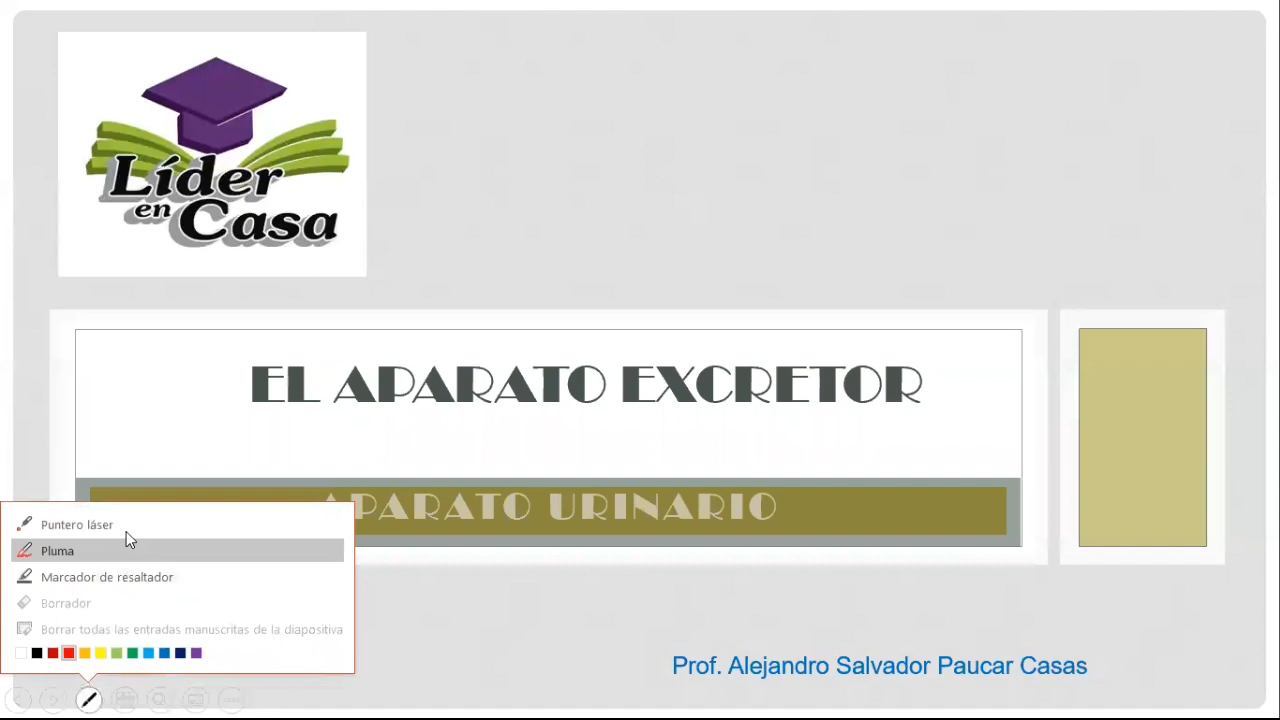 Líder
en
Casa
EL APARATO EXCRETOR
APARATO URINARIO
Puntero láser
Pluma
Marcador de resaltador
Borrador
Borrar todas las entradas manuscritas de la diapositiva
Prof. Alejandro Salvador Paucar Casas